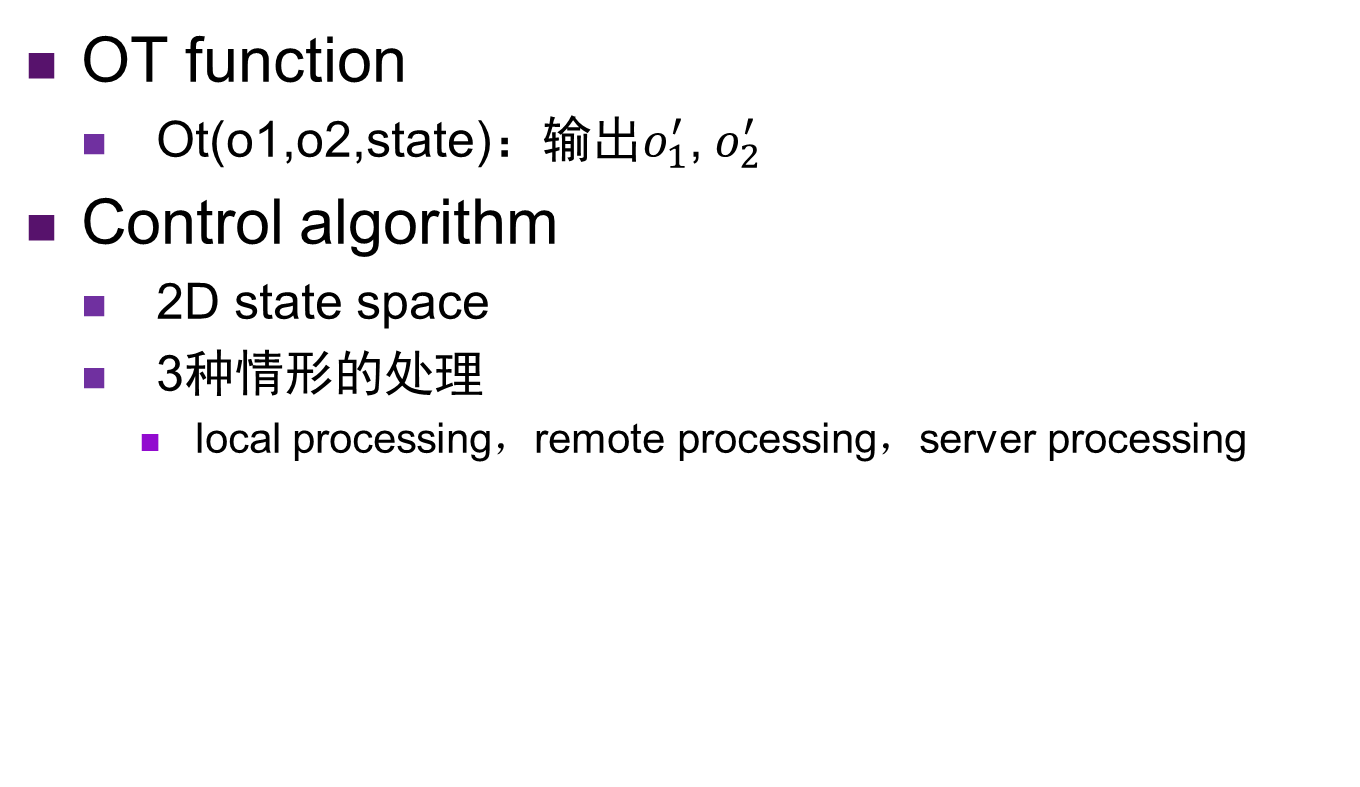 OT function
Ot(o1,o2,state)：输出𝑜₁′, 𝑜₂′
Control algorithm
2D state space
3种情形的处理
local processing，remote processing，server processing